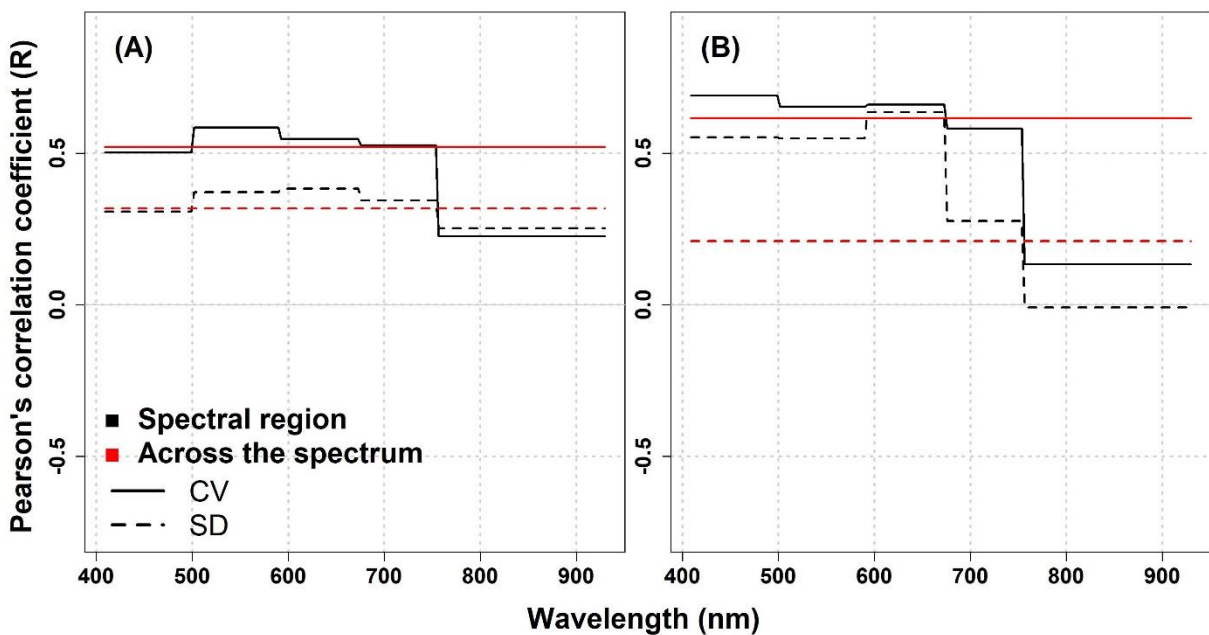 Pearson's correlation coefficient (R)
0.5
0.0
-0.5
(A)
Spectral region
Across the spectrum
CV
SD
400 500 600 700 800 900
(B)
0.5
0.0
-0.5
400 500 600 700 800 900
Wavelength (nm)